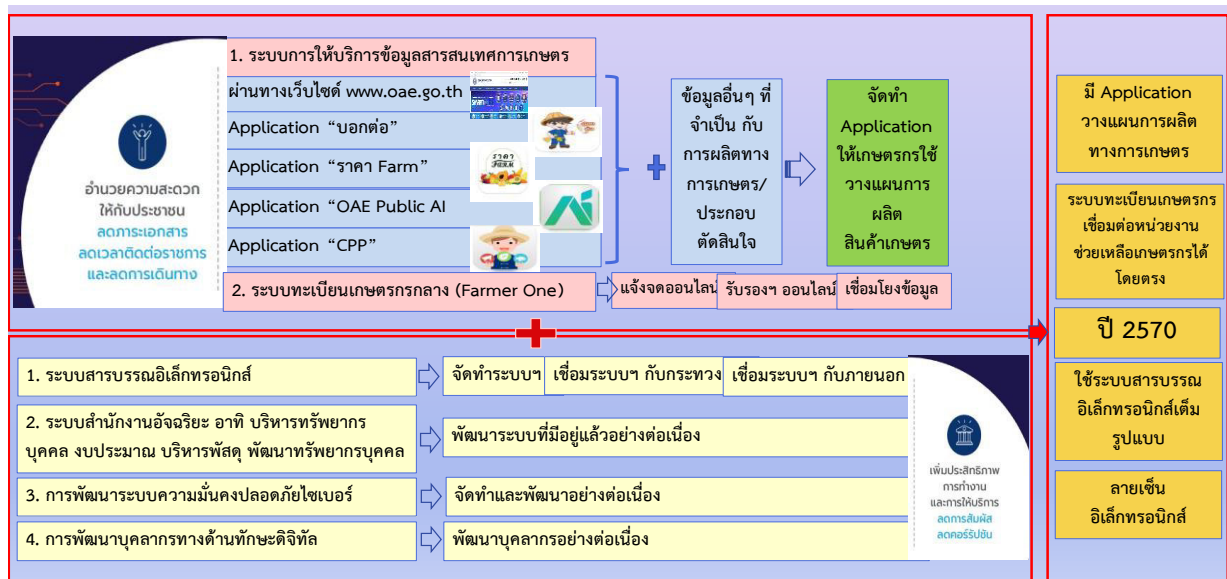 อำนวยความสะดวก
ให้กับประชาชน
ลดภาระเอกสาร
ลดเวลาติดต่อราชการ
และลดการเดินทาง
1. ระบบการให้บริการข้อมูลสารสนเทศการเกษตร
ผ่านทางเว็บไซต์ www.oae.go.th
Application “บอกต่อ”
Application “ราคา Farm”
ราคา
FARM
Application “OAE Public AI
Application “CPP”
ข้อมูลอื่นๆ ที่
จำเป็น กับ
การผลิตทาง
การเกษตร/
ประกอบ
ตัดสินใจ
จัดทำ
Application
ให้เกษตรกรใช้
วางแผนการ
ผลิต
สินค้าเกษตร
2. ระบบทะเบียนเกษตรกรกลาง (Farmer One)
แจ้งจดออนไลน์
รับรองฯ ออนไลน์
เชื่อมโยงข้อมูล
1. ระบบสารบรรณอิเล็กทรอนิกส์
จัดทำระบบฯ
เชื่อมระบบฯ กับกระทวง
เชื่อมระบบฯ กับภายนอก
2. ระบบสำนักงานอัจฉริยะ อาทิ บริหารทรัพยากร
บุคคล งบประมาณ บริหารพัสดุ พัฒนาทรัพยากรบุคคล
พัฒนาระบบที่มีอยู่แล้วอย่างต่อเนื่อง
3. การพัฒนาระบบความมั่นคงปลอดภัยไซเบอร์
จัดทำและพัฒนาอย่างต่อเนื่อง
4. การพัฒนาบุคลากรทางด้านทักษะดิจิทัล
พัฒนาบุคลากรอย่างต่อเนื่อง
เพิ่มประสิทธิภาพ
การทำงาน
และการให้บริการ
ลดการสัมผัส
ลดคอร์รัปชัน
มี Application
วางแผนการผลิต
ทางการเกษตร
ระบบทะเบียนเกษตรกร
เชื่อมต่อหน่วยงาน
ช่วยเหลือเกษตรกรได้
โดยตรง
ปี 2570
ใช้ระบบสารบรรณ
อิเล็กทรอนิกส์เต็ม
รูปแบบ
ลายเซ็น
อิเล็กทรอนิกส์